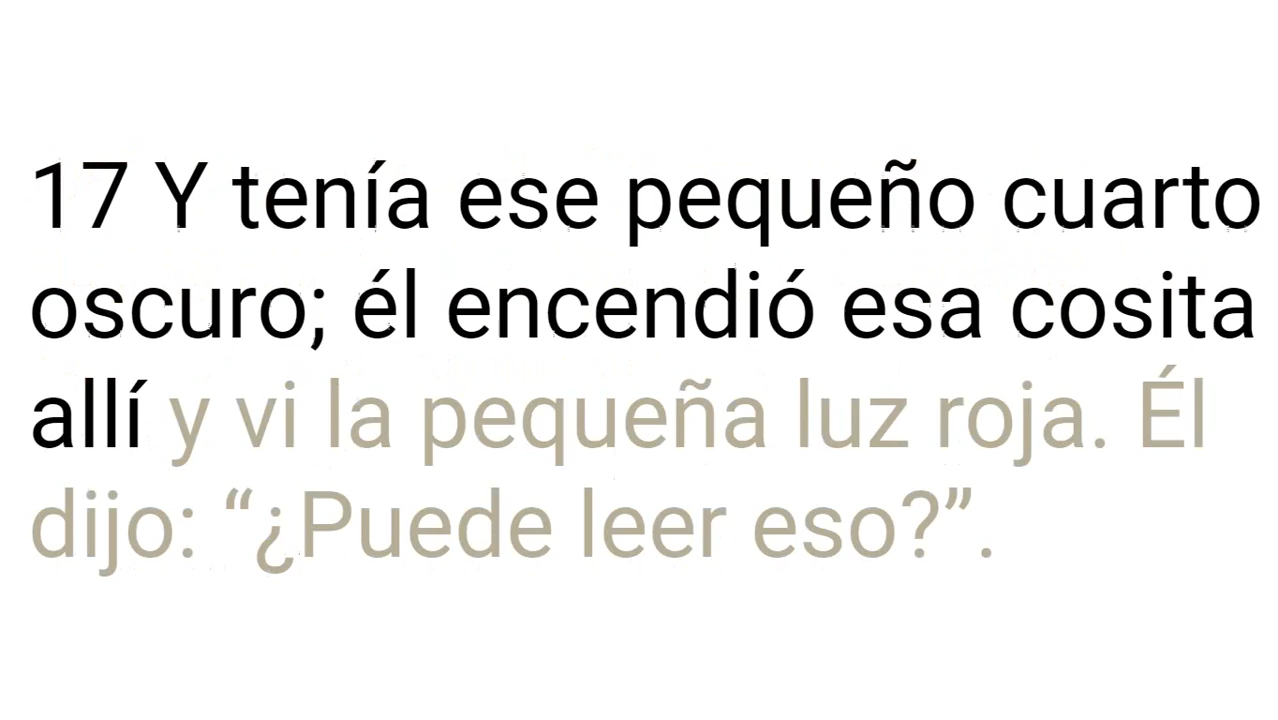 17 Y tenía ese pequeño cuarto
oscuro; él encendió esa cosita
allí y vi la pequeña luz roja. Él
dijo: “¿Puede leer eso?”.